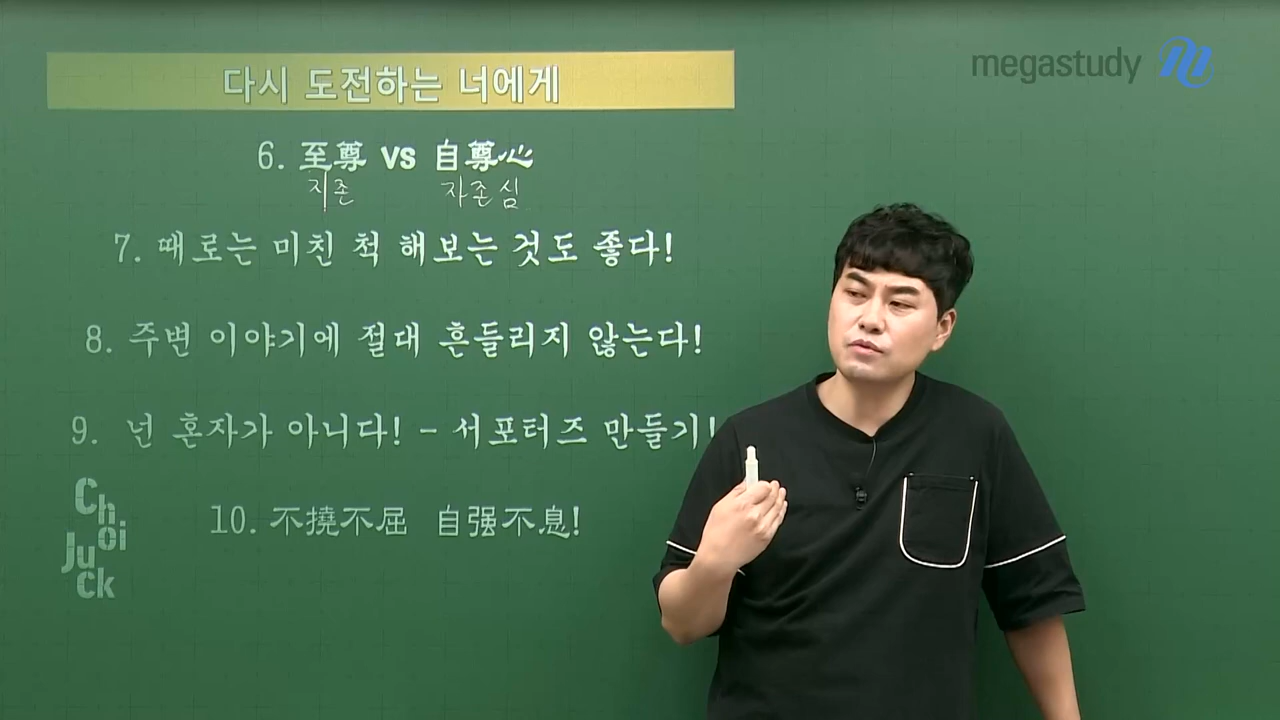 megastudy
다시 도전하는 너에게
6. 至尊 vs 自尊心
지존 자존심
7. 때로는 미친 척 해보는 것도 좋다!
8. 주변 이야기에 절대 흔들리지 않는다!
9. 넌 혼자가 아니다! - 서포터즈 만들기!
10. 不撓不屈 自强不息!
Choi
Juck